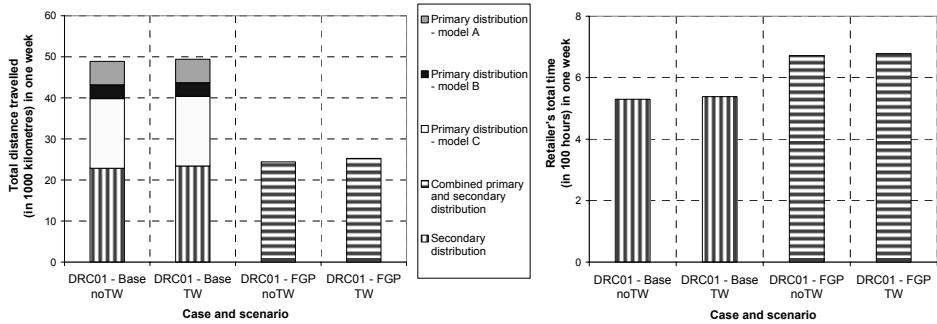 Total distance travelled
(in 1000 kilometres) in one week
60
50
40
30
20
10
0
DRC01 - Base
noTW
DRC01 - Base
TW
DRC01 - FGP
noTW
DRC01 - FGP
TW
Case and scenario
Primary distribution
- model A
Primary distribution
- model B
Primary distribution
- model C
Combined primary
and secondary
distribution
Secondary
distribution
Retailer's total time
(in 100 hours) in one week
8
6
4
2
0
DRC01 - Base
noTW
DRC01 - Base
TW
DRC01 - FGP
noTW
DRC01 - FGP
TW
Case and scenario